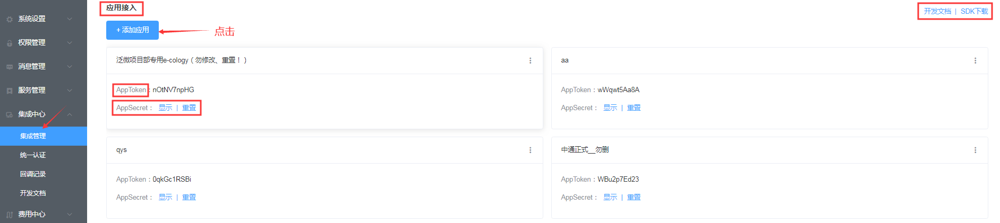 系统设置
权限管理
消息管理
服务管理
集成中心
集成管理
统一认证
回调记录
开发文档
费用中心
应用接入
开发文档 | SDK下载
+ 添加应用
点击
泛微项目部专用e-cology（勿修改、重置！）
AppToken：nOtNV7npHG
AppSecret： 显示 | 重置
aa
AppToken：wWqwt5Aa8A
AppSecret： 显示 | 重置
qys
AppToken：0qkGc1RSBi
AppSecret： 显示 | 重置
中通正式__勿删
AppToken：WBu2p7Ed23
AppSecret： 显示 | 重置